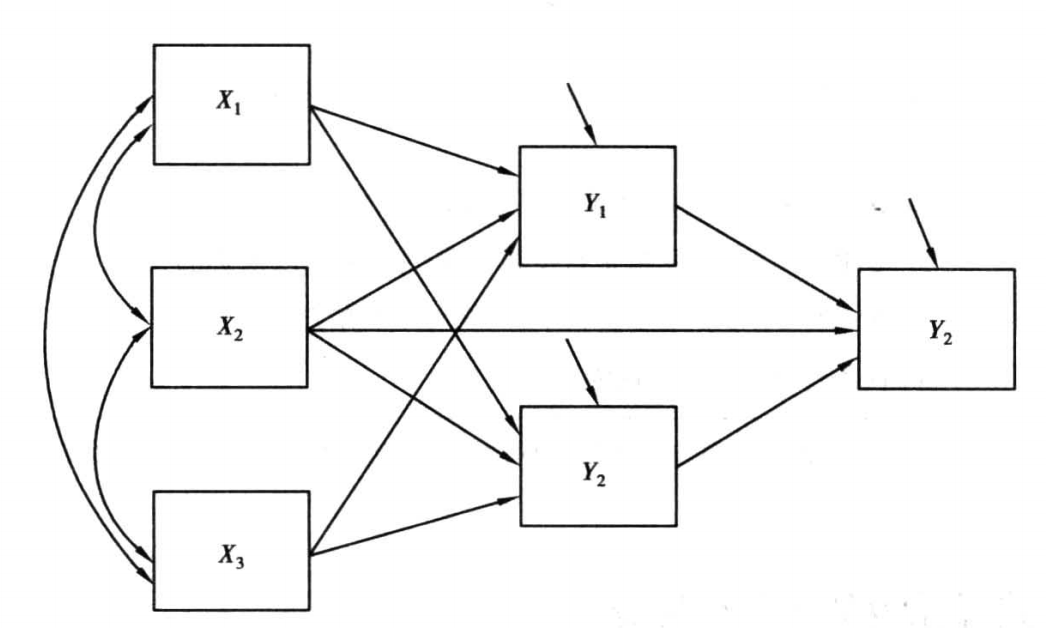 X₁
Y₁
X₂
Y₂
Y₂
X₃